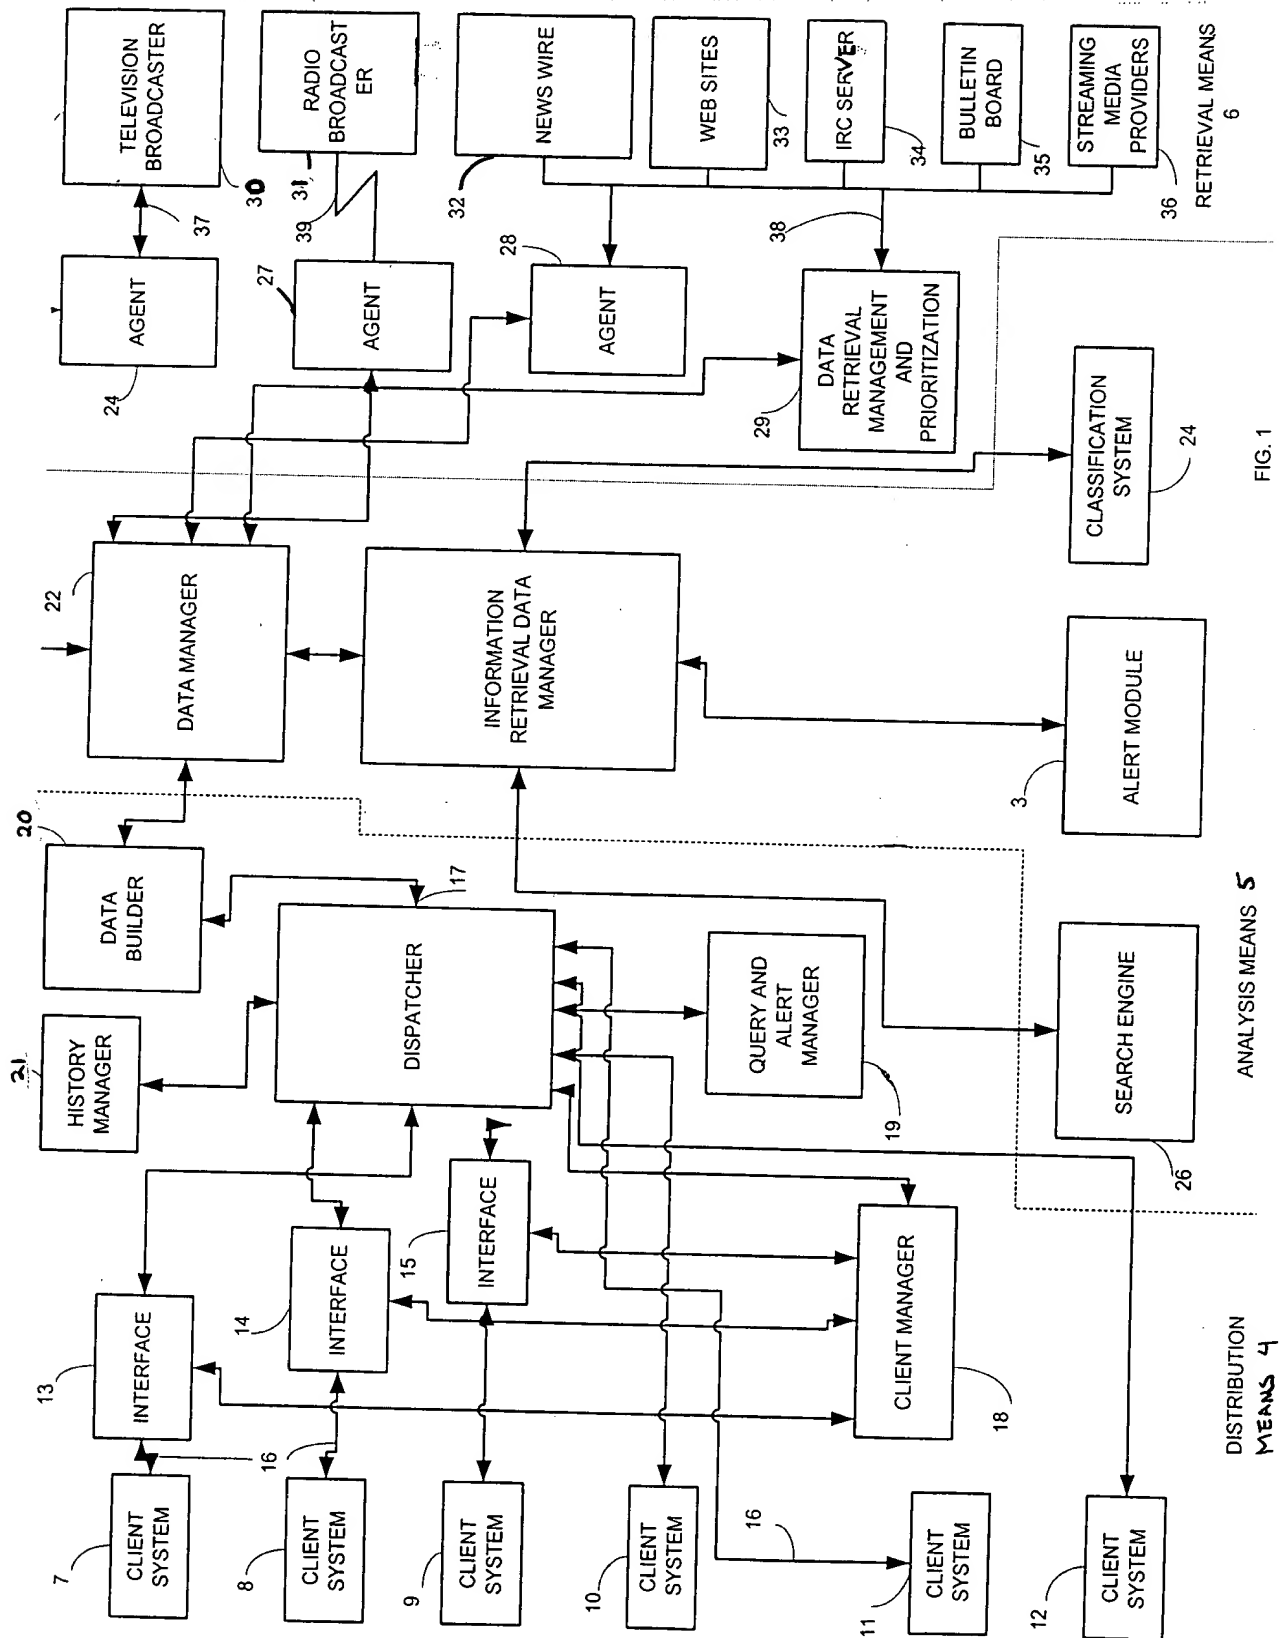 7
CLIENT
SYSTEM
8
CLIENT
SYSTEM
9
CLIENT
SYSTEM
10
CLIENT
SYSTEM
11
CLIENT
SYSTEM
12
CLIENT
SYSTEM
16
16
13
INTERFACE
14
INTERFACE
15
INTERFACE
CLIENT MANAGER
18
DISTRIBUTION
MEANS 4
21
HISTORY
MANAGER
20
DATA
BUILDER
DISPATCHER
17
QUERY AND
ALERT
MANAGER
19
SEARCH ENGINE
26
ANALYSIS MEANS 5
22
DATA MANAGER
INFORMATION
RETRIEVAL DATA
MANAGER
3
ALERT MODULE
CLASSIFICATION
SYSTEM
24
FIG. 1
24
AGENT
27
AGENT
28
AGENT
29
DATA
RETRIEVAL
MANAGEMENT
AND
PRIORITIZATION
37
39
38
TELEVISION
BROADCASTER
30
RADIO
BROADCAST
ER
31
NEWS WIRE
32
WEB SITES
33
IRC SERVER
34
BULLETIN
BOARD
35
STREAMING
MEDIA
PROVIDERS
36
RETRIEVAL MEANS
6